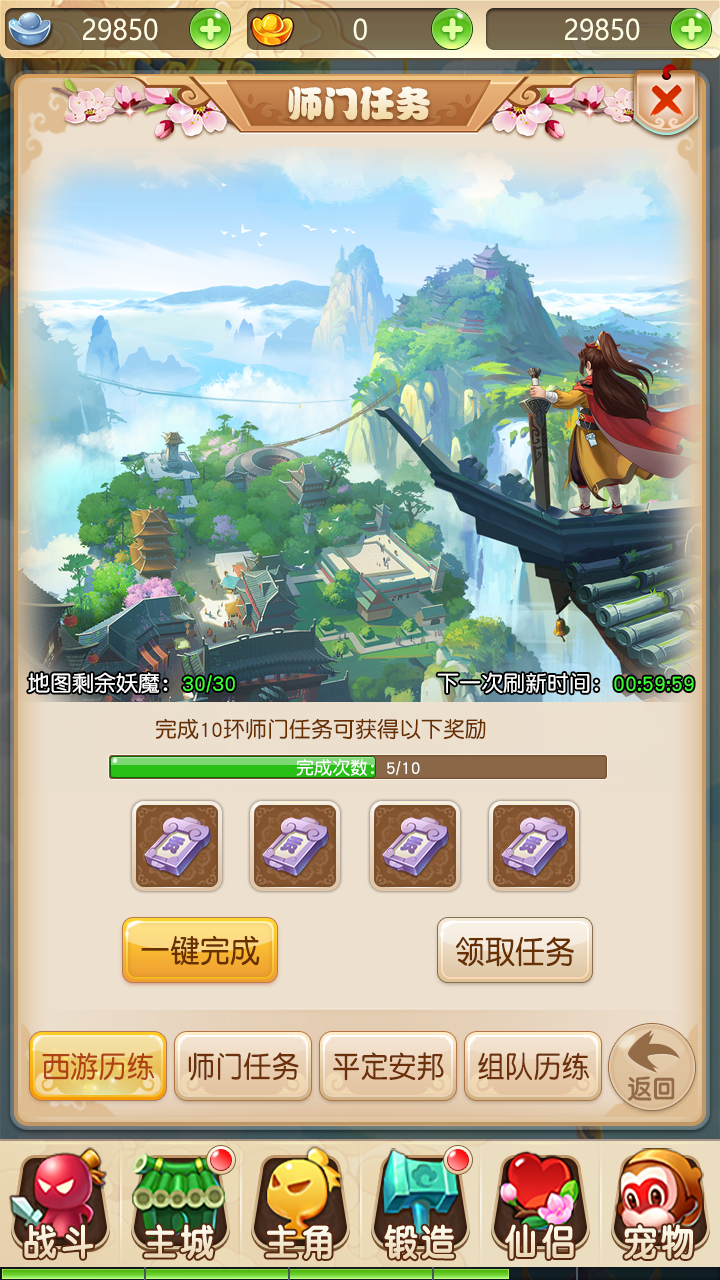 29850 0 29850
师门任务
地图剩余妖魔：30/30 下一次刷新时间：00:59:59
完成10环师门任务可获得以下奖励
完成次数：5/10
一键完成 领取任务
西游历练 师门任务 平定安邦 组队历练 返回
战斗 主城 主角 锻造 仙侣 宠物